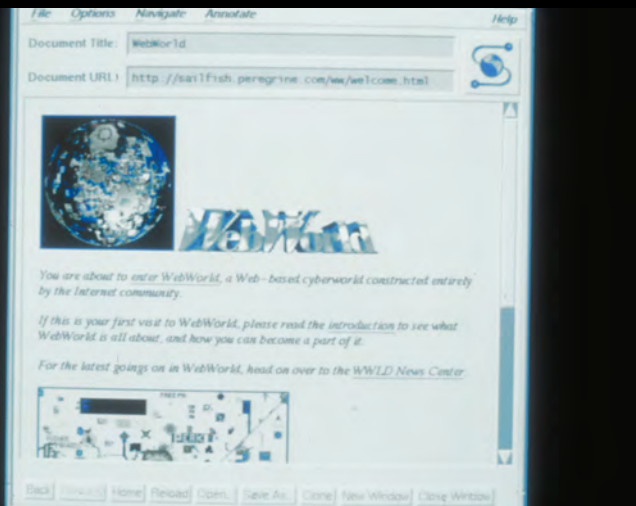 File Options Navigate Annotate Help
Document Title: WebWorld
Document URL: http://sailfish.peregrine.com/ww/welcome.html
WebWorld
You are about to enter WebWorld, a Web-based cyberworld constructed entirely
by the Internet community.
If this is your first visit to WebWorld, please read the introduction to see what
WebWorld is all about, and how you can become a part of it.
For the latest goings on in WebWorld, head on over to the WWLD News Center.
Back Forward Home Reload Open... Save As... Clone New Window Close Window